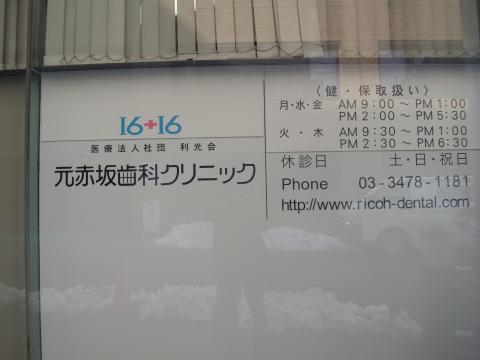 16+16
医療法人社団 利光会
元赤坂歯科クリニック
〈健・保取扱い〉
月・水・金 AM 9:00 ～ PM 1:00
PM 2:00 ～ PM 5:30
火・木 AM 9:30 ～ PM 1:00
PM 2:30 ～ PM 6:30
休診日 土・日・祝日
Phone 03-3478-1181
http://www.ricoh-dental.com